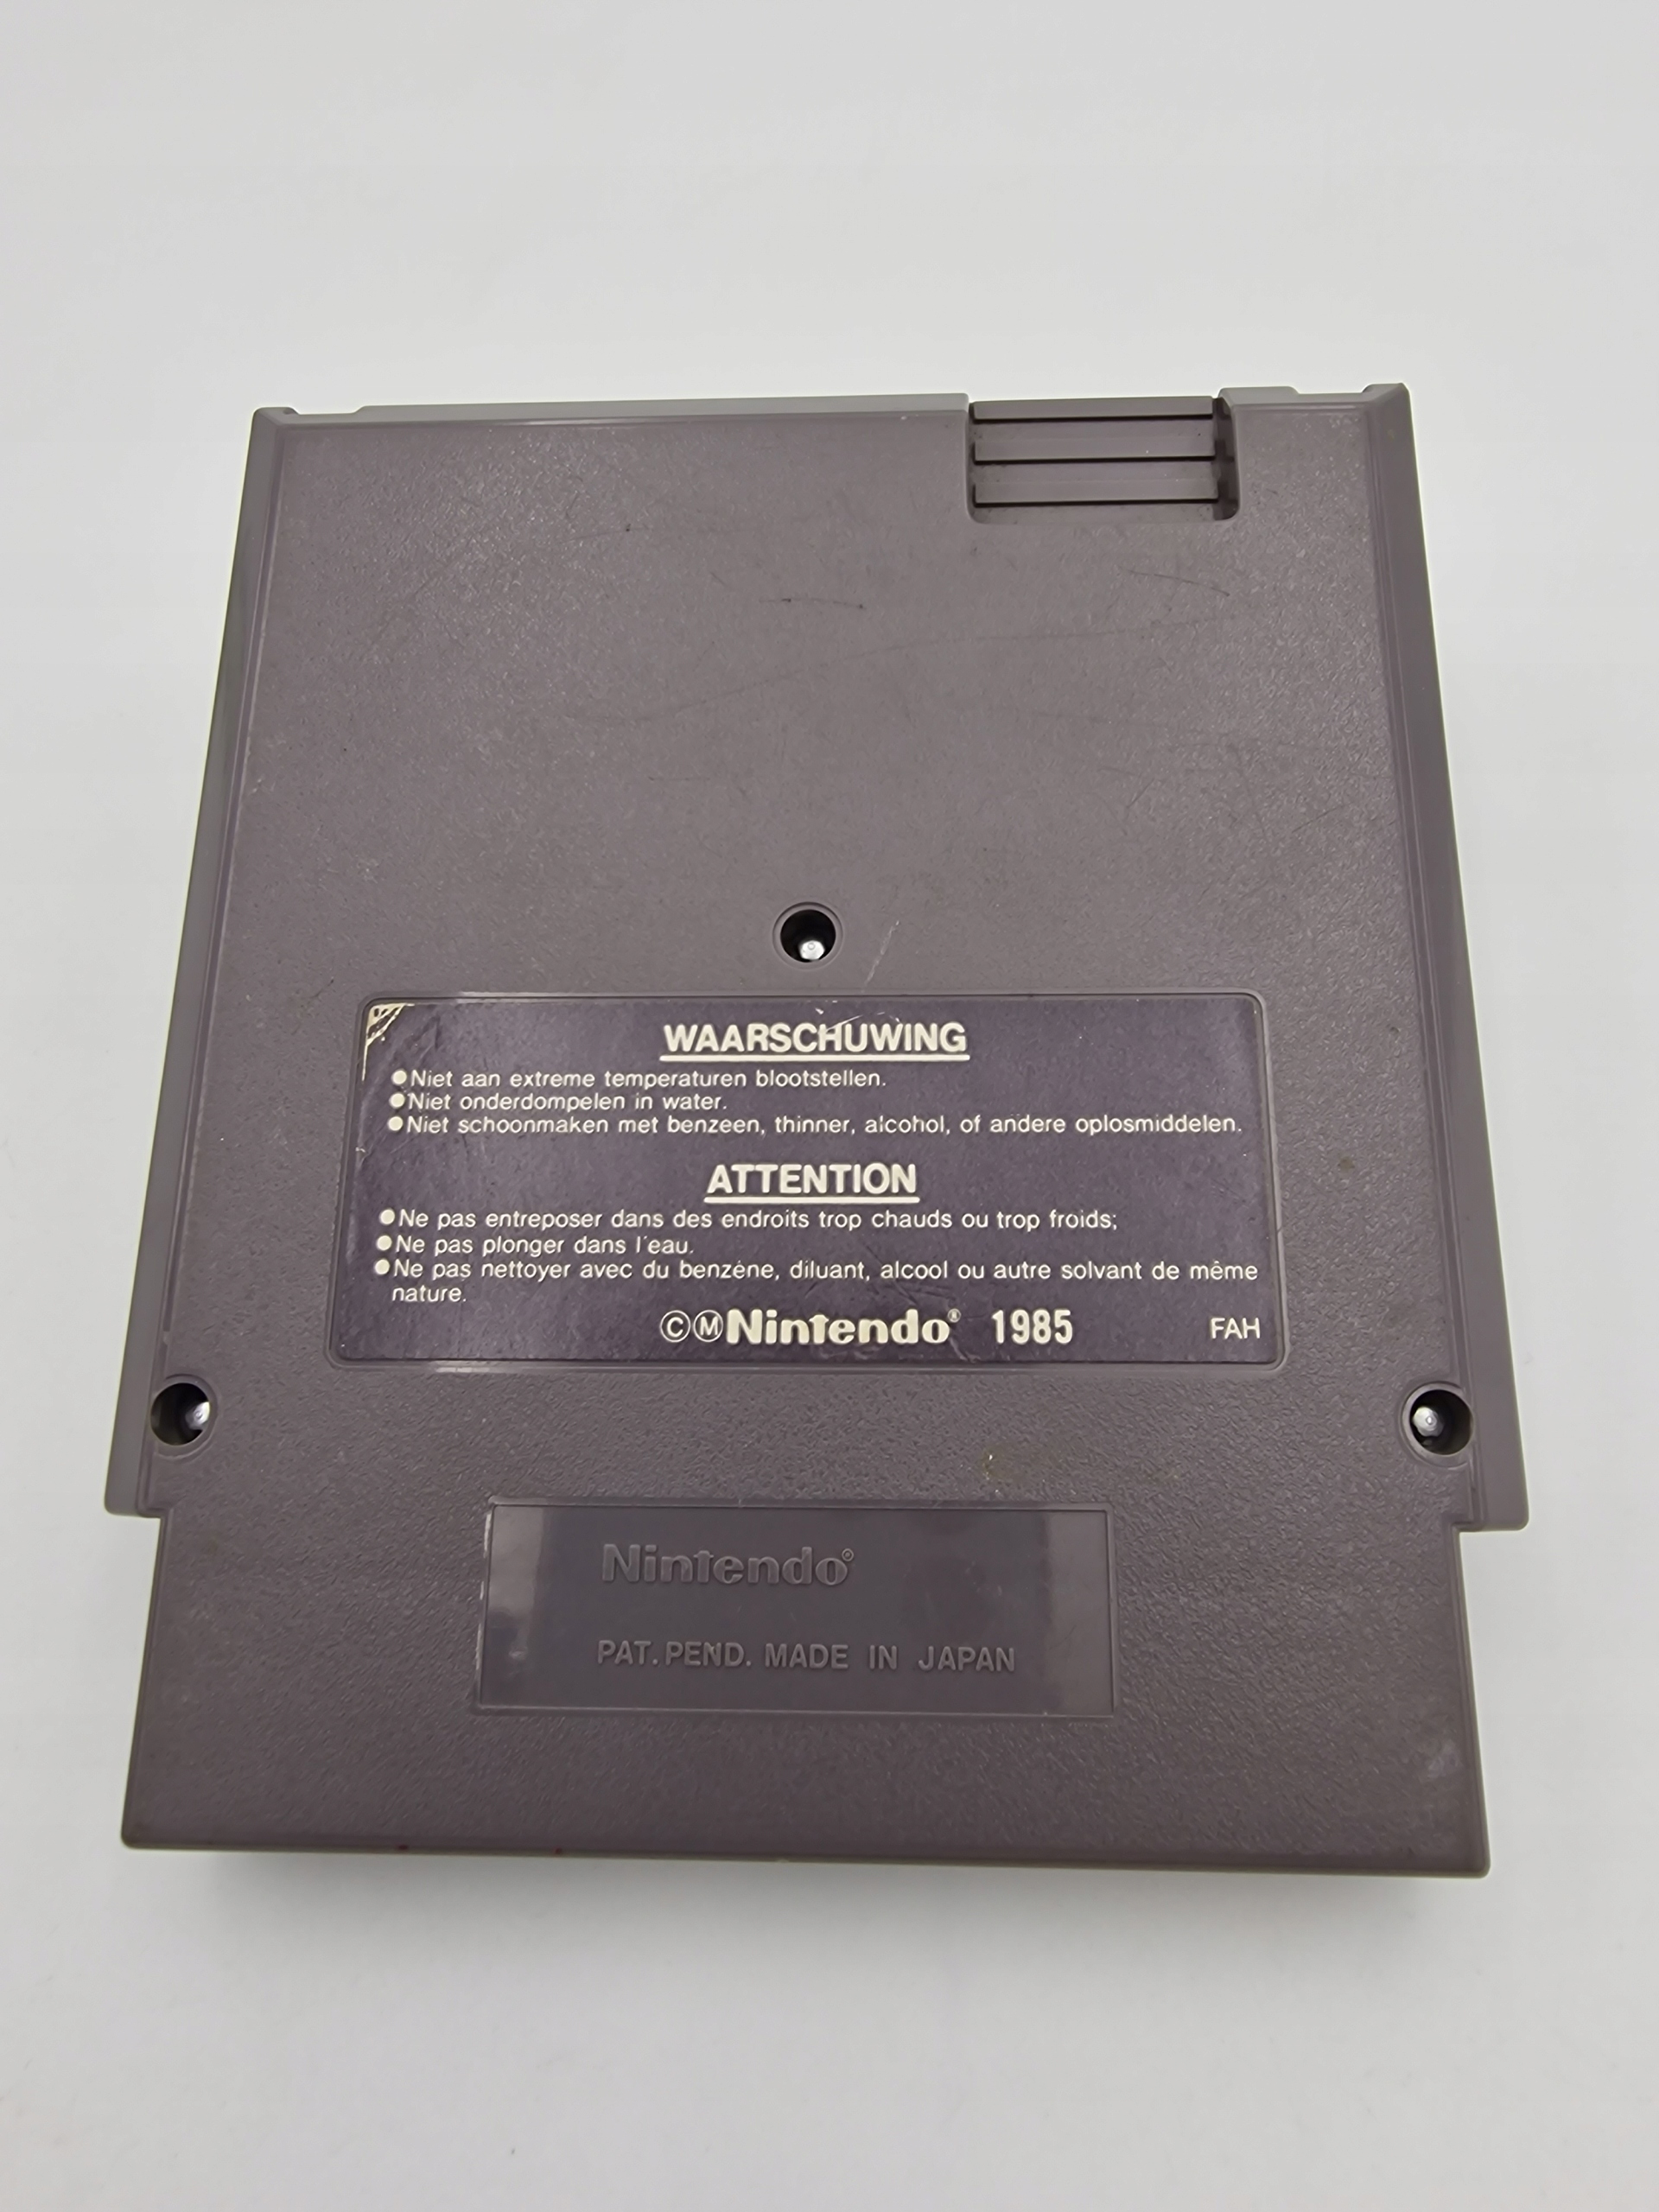 WAARSCHUWING
●Niet aan extreme temperaturen blootstellen.
●Niet onderdompelen in water.
●Niet schoonmaken met benzeen, thinner, alcohol, of andere oplosmiddelen.
ATTENTION
●Ne pas entreposer dans des endroits trop chauds ou trop froids;
●Ne pas plonger dans l'eau.
●Ne pas nettoyer avec du benzène, diluant, alcool ou autre solvant de même
nature.
ⒸⓂNintendo® 1985 FAH
Nintendo®
PAT. PEND. MADE IN JAPAN